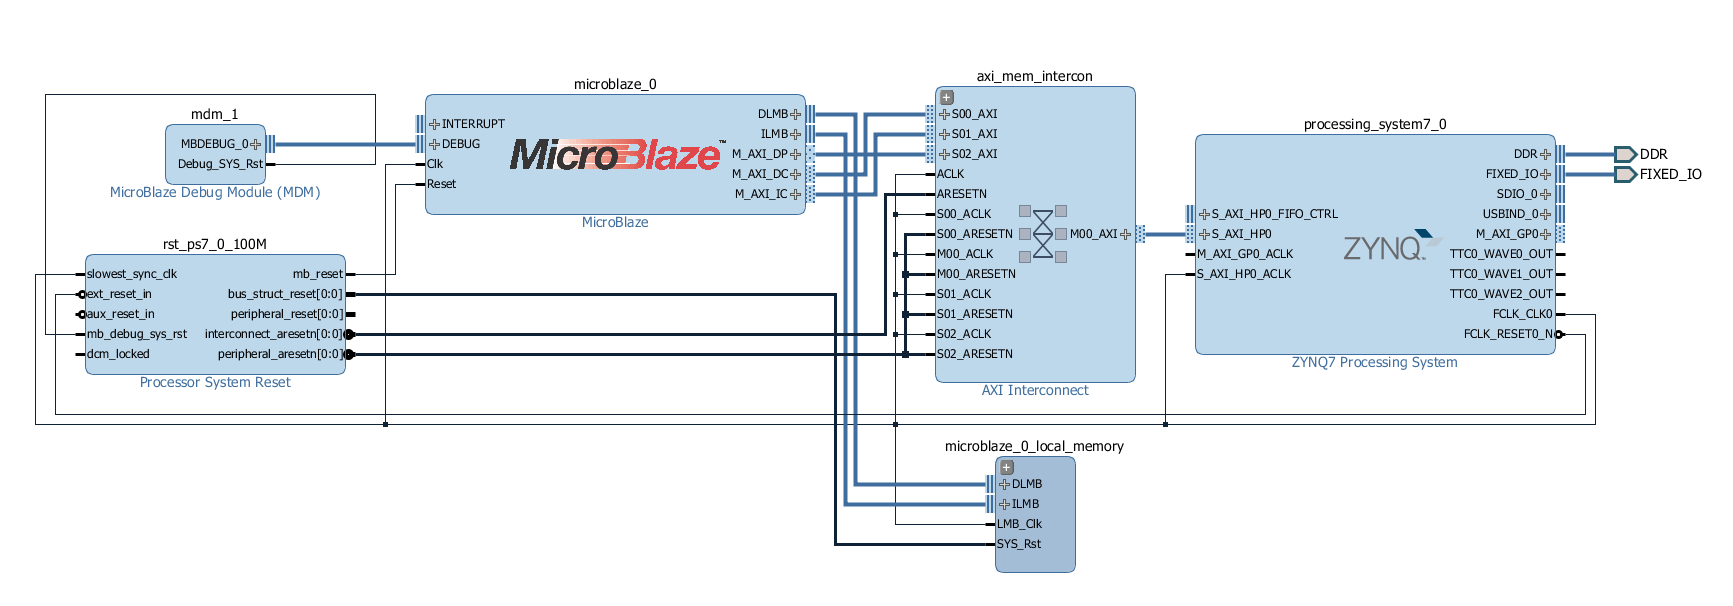 mdm_1
MBDEBUG_0
Debug_SYS_Rst
MicroBlaze Debug Module (MDM)
rst_ps7_0_100M
slowest_sync_clk
ext_reset_in
aux_reset_in
mb_debug_sys_rst
dcm_locked
mb_reset
bus_struct_reset[0:0]
peripheral_reset[0:0]
interconnect_aresetn[0:0]
peripheral_aresetn[0:0]
Processor System Reset
microblaze_0
INTERRUPT
DEBUG
Clk
Reset
MicroBlaze™
DLMB
ILMB
M_AXI_DP
M_AXI_DC
M_AXI_IC
MicroBlaze
axi_mem_intercon
S00_AXI
S01_AXI
S02_AXI
ACLK
ARESETN
S00_ACLK
S00_ARESETN
M00_ACLK
M00_ARESETN
S01_ACLK
S01_ARESETN
S02_ACLK
S02_ARESETN
M00_AXI
AXI Interconnect
microblaze_0_local_memory
DLMB
ILMB
LMB_Clk
SYS_Rst
processing_system7_0
S_AXI_HP0_FIFO_CTRL
S_AXI_HP0
M_AXI_GP0_ACLK
S_AXI_HP0_ACLK
ZYNQ
DDR
FIXED_IO
SDIO_0
USBIND_0
M_AXI_GP0
TTC0_WAVE0_OUT
TTC0_WAVE1_OUT
TTC0_WAVE2_OUT
FCLK_CLK0
FCLK_RESET0_N
ZYNQ7 Processing System
DDR
FIXED_IO